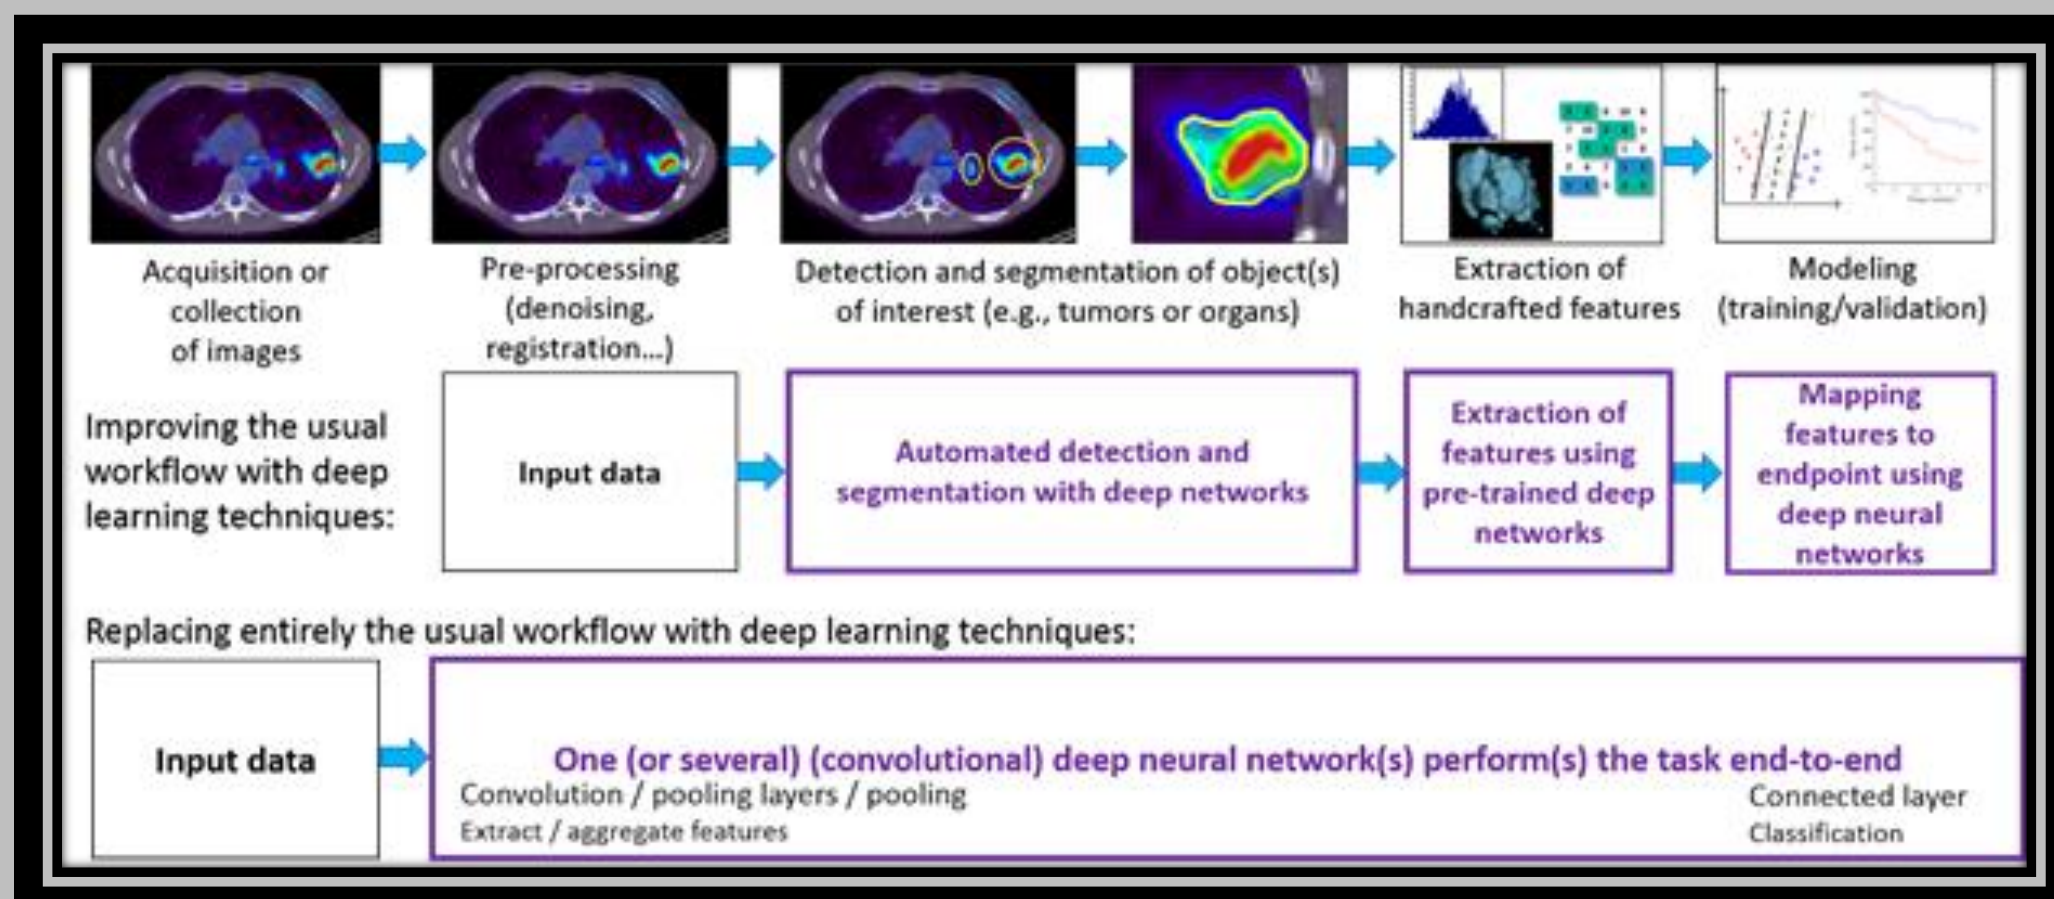 Acquisition or
collection
of images
Pre-processing
(denoising,
registration...)
Detection and segmentation of object(s)
of interest (e.g., tumors or organs)
Extraction of
handcrafted features
Modeling
(training/validation)
Improving the usual
workflow with deep
learning techniques:
Input data
Automated detection and
segmentation with deep networks
Extraction of
features using
pre-trained deep
networks
Mapping
features to
endpoint using
deep neural
networks
Replacing entirely the usual workflow with deep learning techniques:
Input data
One (or several) (convolutional) deep neural network(s) perform(s) the task end-to-end
Convolution / pooling layers / pooling
Extract / aggregate features
Connected layer
Classification